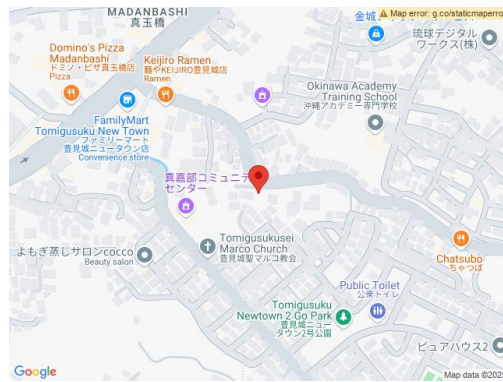 MADANBASHI
真玉橋
金城
Map error: g.co/staticmaperro
琉球デジタル
ワークス(株)
Domino's Pizza
Madanbashi
ドミノ・ピザ真玉橋店
Pizza
Keijiro Ramen
麺やKEIJIRO豊見城店
Ramen
Okinawa Academy
Training School
沖縄アカデミー専門学校
FamilyMart
Tomigusuku New Town
ファミリーマート
豊見城ニュータウン店
Convenience store
真嘉部コミュニテ
センター
よもぎ蒸しサロンcocco
Beauty salon
Tomigusukusei
Marco Church
豊見城聖マルコ教会
Chatsubo
ちゃつぼ
Public Toilet
公衆トイレ
Tomigusuku
Newtown 2 Go Park
豊見城ニュー
タウン2号公園
ピュアハウス2
Google
Map data ©2025